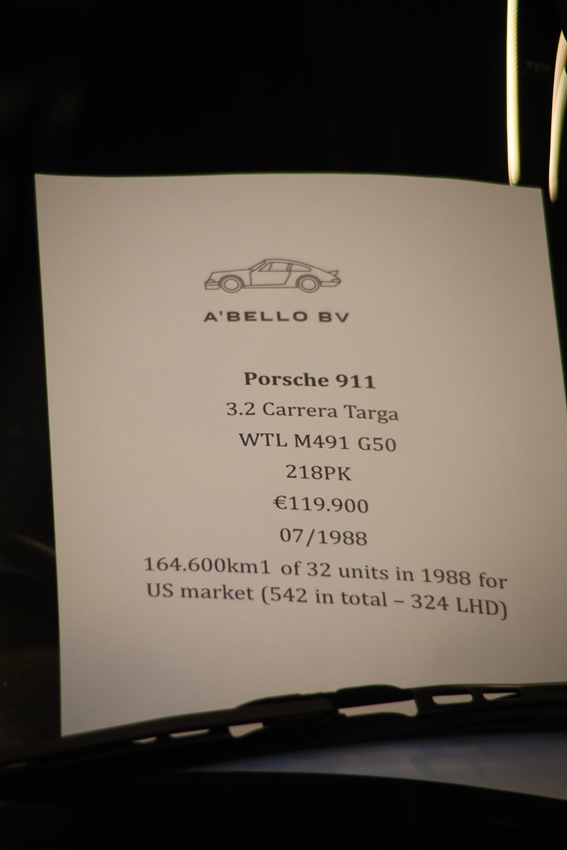 A'BELLO BV
Porsche 911
3.2 Carrera Targa
WTL M491 G50
218PK
€119.900
07/1988
164.600km1 of 32 units in 1988 for
US market (542 in total – 324 LHD)